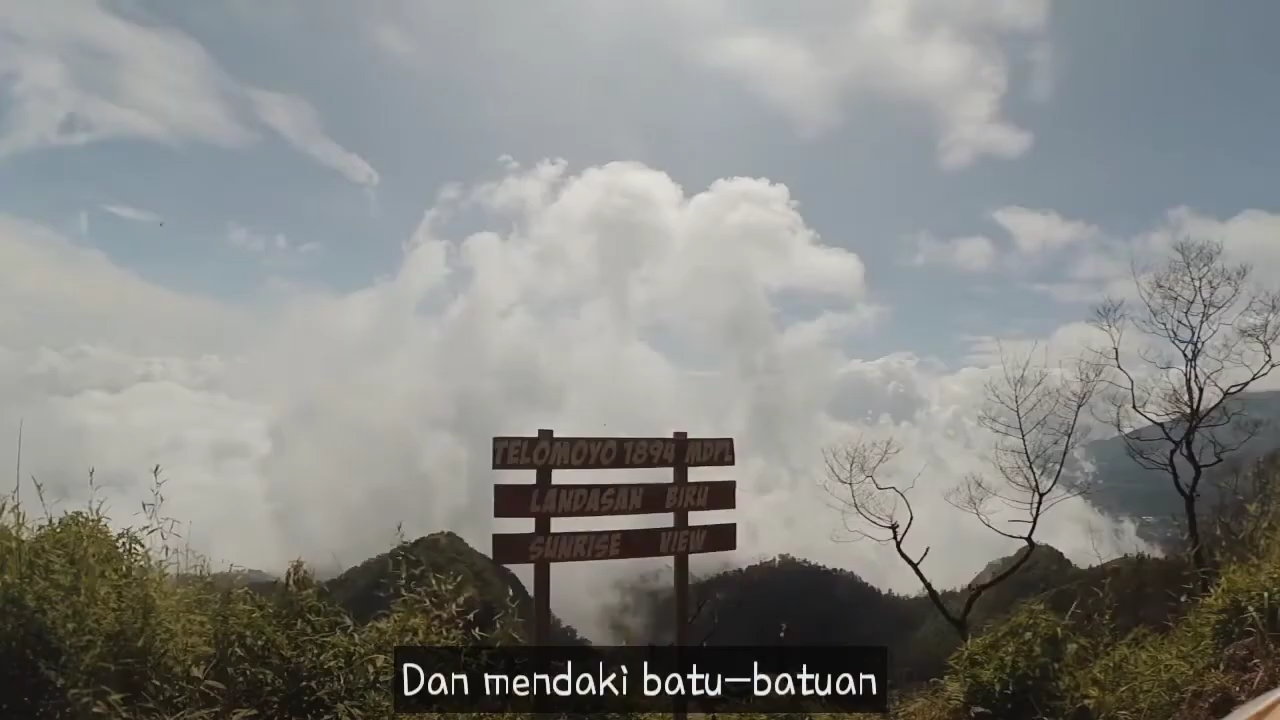 TELOMOYO 1894 MDPL
LANDASAN BIRU
SUNRISE VIEW
Dan mendaki batu-batuan